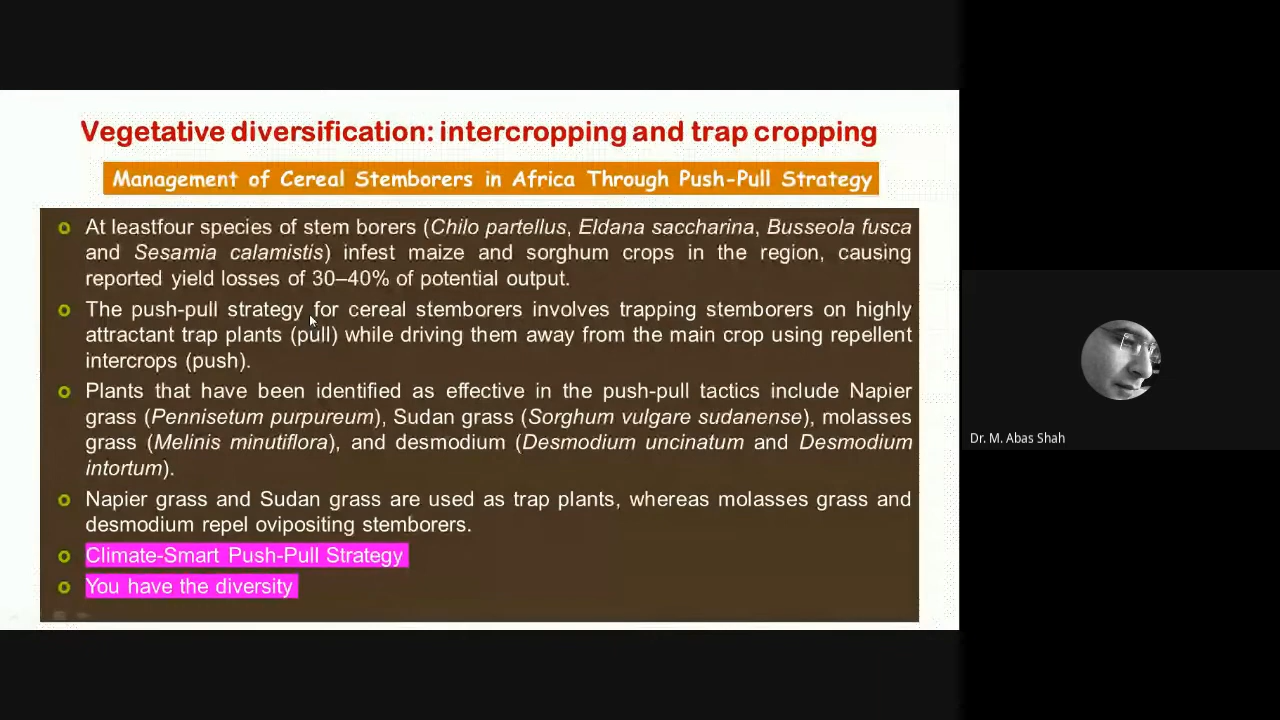 Vegetative diversification: intercropping and trap cropping
Management of Cereal Stemborers in Africa Through Push-Pull Strategy
o At leastfour species of stem borers (Chilo partellus, Eldana saccharina, Busseola fusca
and Sesamia calamistis) infest maize and sorghum crops in the region, causing
reported yield losses of 30–40% of potential output.
o The push-pull strategy for cereal stemborers involves trapping stemborers on highly
attractant trap plants (pull) while driving them away from the main crop using repellent
intercrops (push).
o Plants that have been identified as effective in the push-pull tactics include Napier
grass (Pennisetum purpureum), Sudan grass (Sorghum vulgare sudanense), molasses
grass (Melinis minutiflora), and desmodium (Desmodium uncinatum and Desmodium
intortum).
o Napier grass and Sudan grass are used as trap plants, whereas molasses grass and
desmodium repel ovipositing stemborers.
o Climate-Smart Push-Pull Strategy
o You have the diversity
Dr. M. Abas Shah